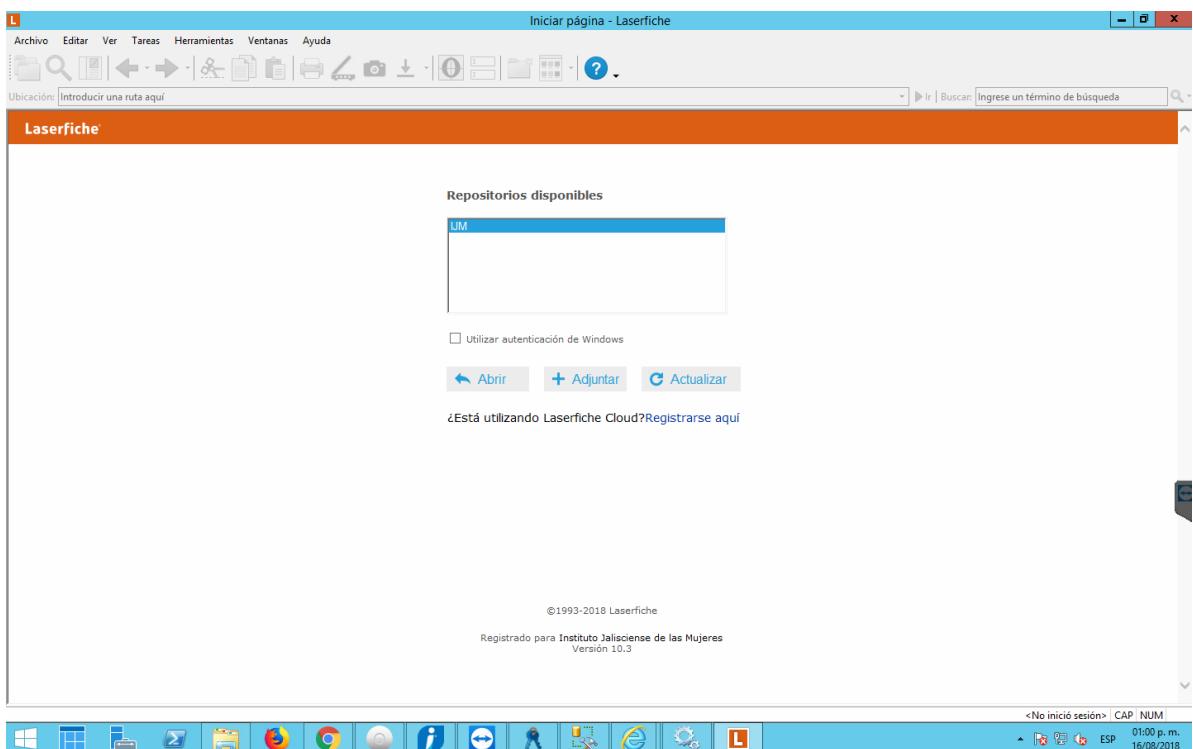 Iniciar página - Laserfiche
Archivo Editar Ver Tareas Herramientas Ventanas Ayuda
Ubicación: Introducir una ruta aquí Ir Buscar: Ingrese un término de búsqueda
Laserfiche
Repositorios disponibles
IJM
Utilizar autenticación de Windows
Abrir Adjuntar Actualizar
¿Está utilizando Laserfiche Cloud?Registrarse aquí
©1993-2018 Laserfiche
Registrado para Instituto Jalisciense de las Mujeres
Versión 10.3
<No inició sesión> CAP NUM
ESP 01:00 p. m.
16/08/2018